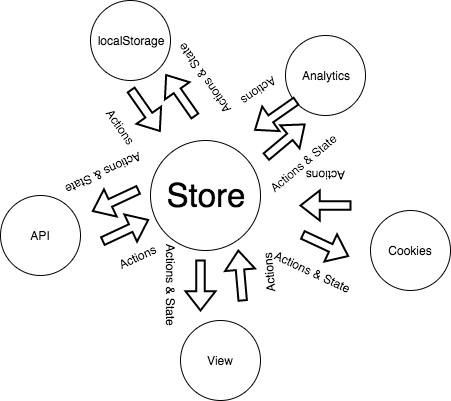 localStorage
Actions & State
Actions
Analytics
Actions
Actions & State
Store
Actions & State
API
Actions
Actions
Cookies
Actions & State
Actions & State
Actions
View